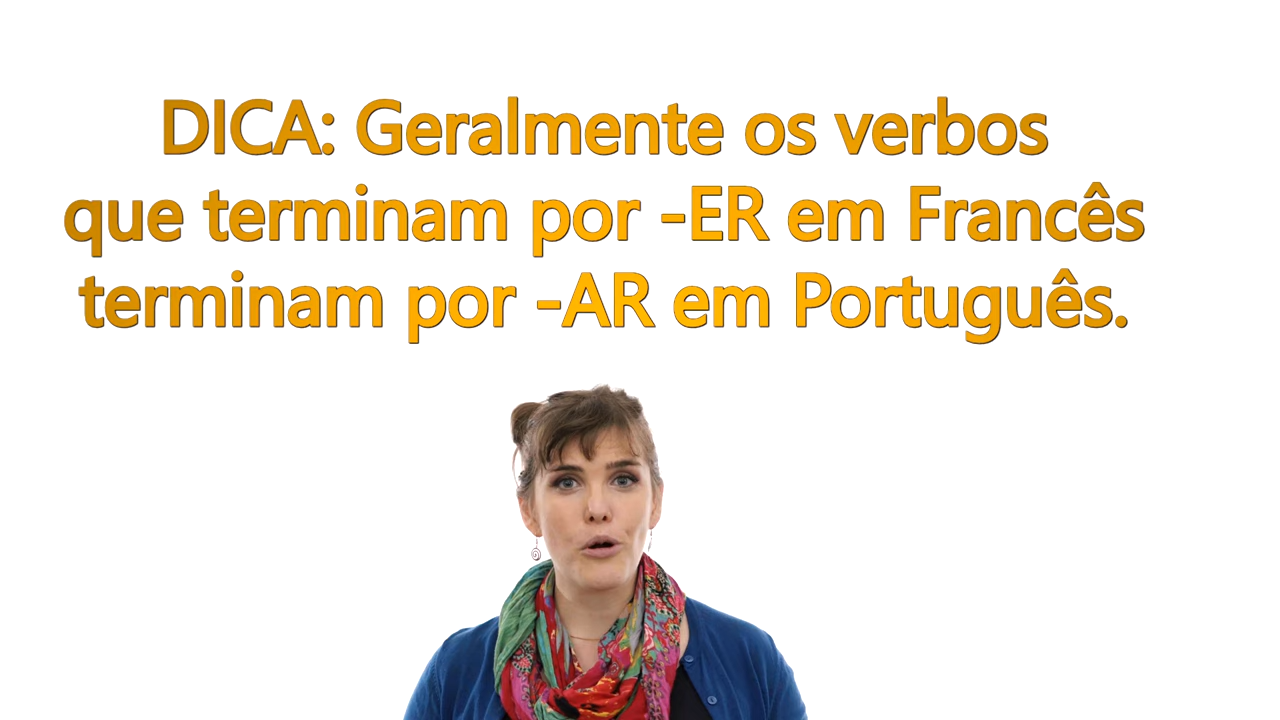 DICA: Geralmente os verbos
que terminam por -ER em Francês
terminam por -AR em Português.